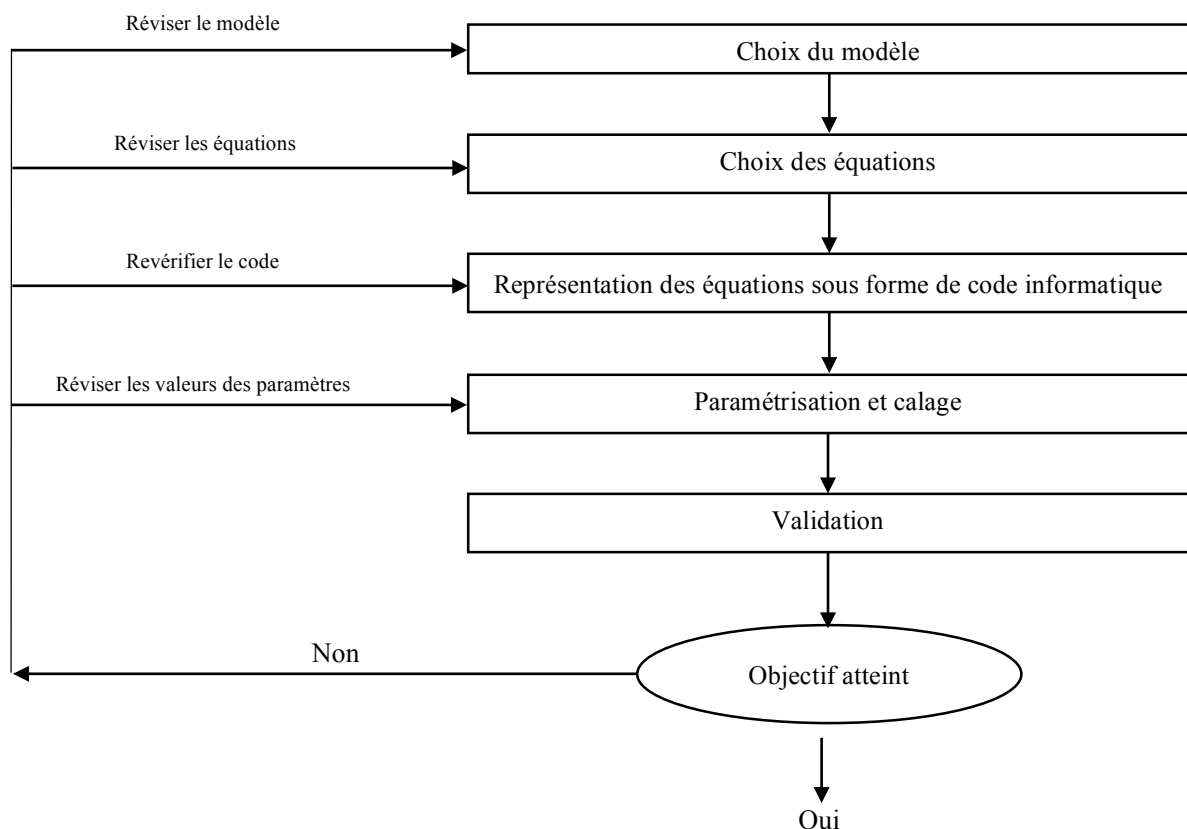 Réviser le modèle
Choix du modèle
Réviser les équations
Choix des équations
Revérifier le code
Représentation des équations sous forme de code informatique
Réviser les valeurs des paramètres
Paramétrisation et calage
Validation
Non
Objectif atteint
Oui